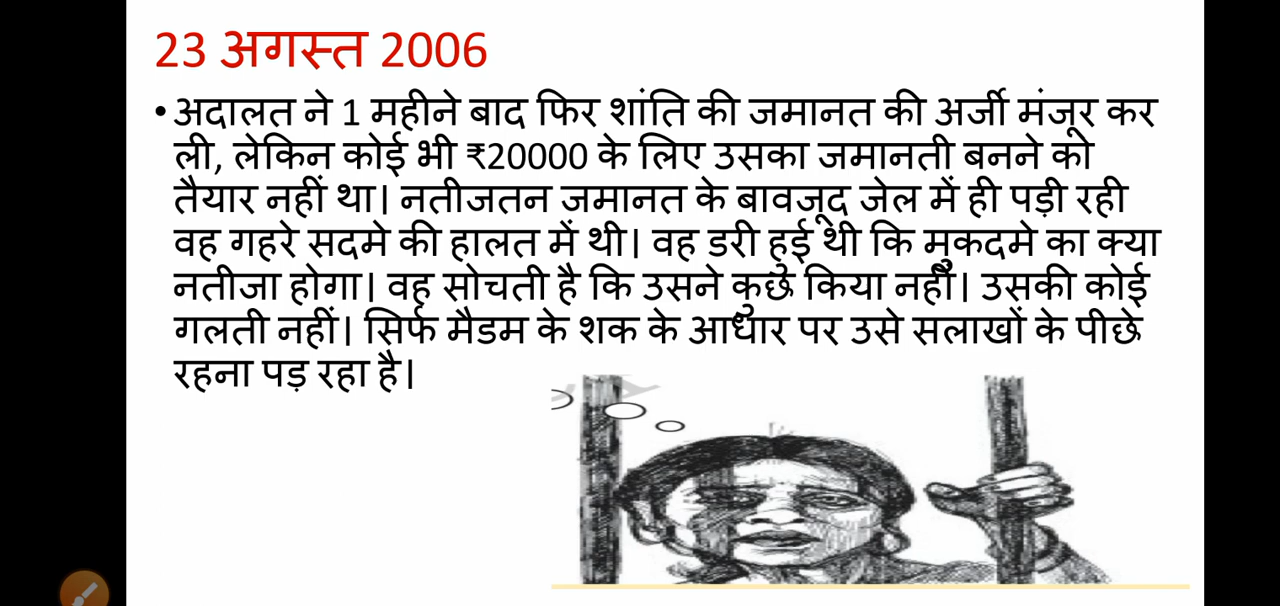 23 अगस्त 2006
• अदालत ने 1 महीने बाद फिर शांति की जमानत की अर्जी मंजूर कर
ली, लेकिन कोई भी ₹20000 के लिए उसका जमानती बनने को
तैयार नहीं था। नतीजतन जमानत के बावजूद जेल में ही पड़ी रही
वह गहरे सदमे की हालत में थी। वह डरी हुई थी कि मुकदमे का क्या
नतीजा होगा। वह सोचती है कि उसने कुछ किया नहीं। उसकी कोई
गलती नहीं। सिर्फ मैडम के शक के आधार पर उसे सलाखों के पीछे
रहना पड़ रहा है।